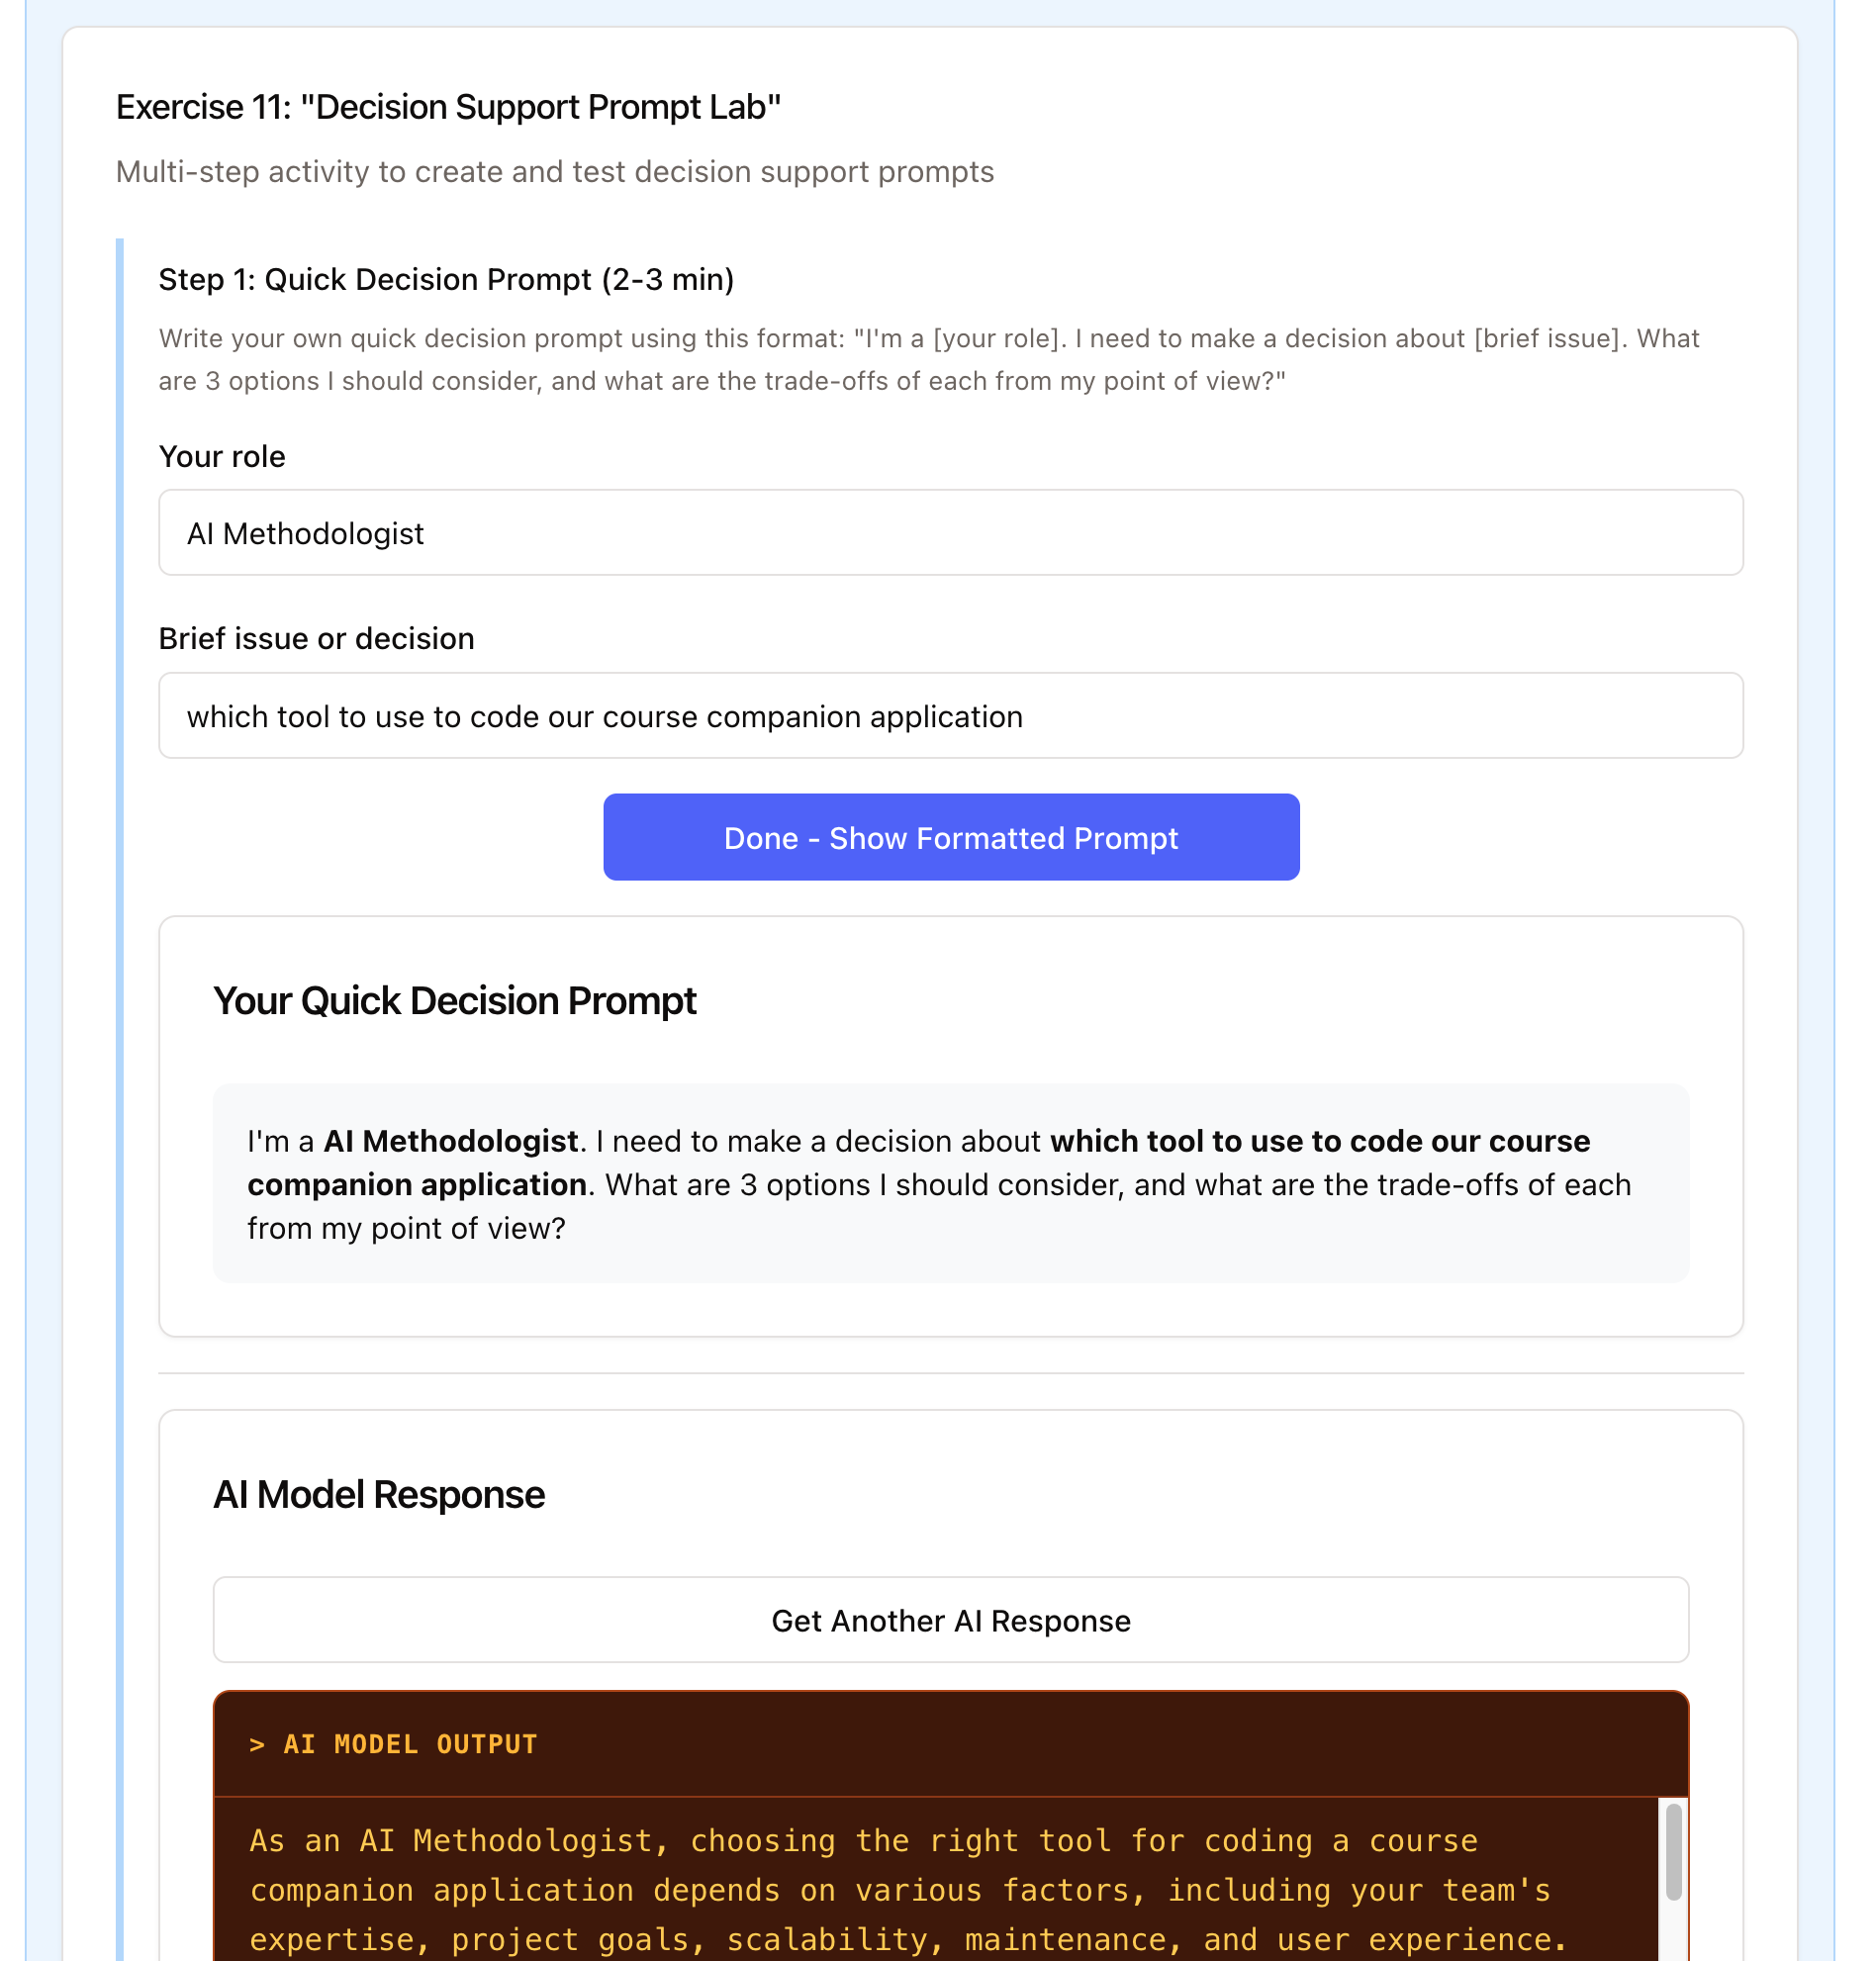 Exercise 11: "Decision Support Prompt Lab"
Multi-step activity to create and test decision support prompts
Step 1: Quick Decision Prompt (2-3 min)
Write your own quick decision prompt using this format: "I'm a [your role]. I need to make a decision about [brief issue]. What
are 3 options I should consider, and what are the trade-offs of each from my point of view?"
Your role
AI Methodologist
Brief issue or decision
which tool to use to code our course companion application
Done - Show Formatted Prompt
Your Quick Decision Prompt
I'm a AI Methodologist. I need to make a decision about which tool to use to code our course
companion application. What are 3 options I should consider, and what are the trade-offs of each
from my point of view?
AI Model Response
Get Another AI Response
> AI MODEL OUTPUT
As an AI Methodologist, choosing the right tool for coding a course
companion application depends on various factors, including your team's
expertise, project goals, scalability, maintenance, and user experience.